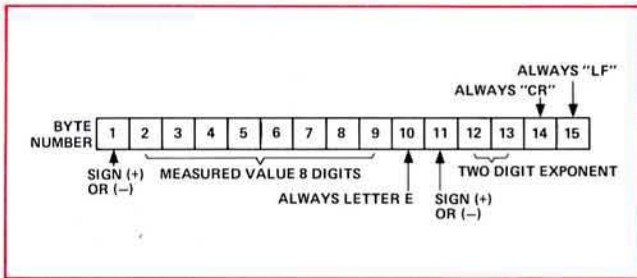 ALWAYS "LF"
ALWAYS "CR"
BYTE
NUMBER
1 2 3 4 5 6 7 8 9 10 11 12 13 14 15
SIGN (+)
OR (−)
MEASURED VALUE 8 DIGITS
ALWAYS LETTER E
SIGN (+)
OR (−)
TWO DIGIT EXPONENT